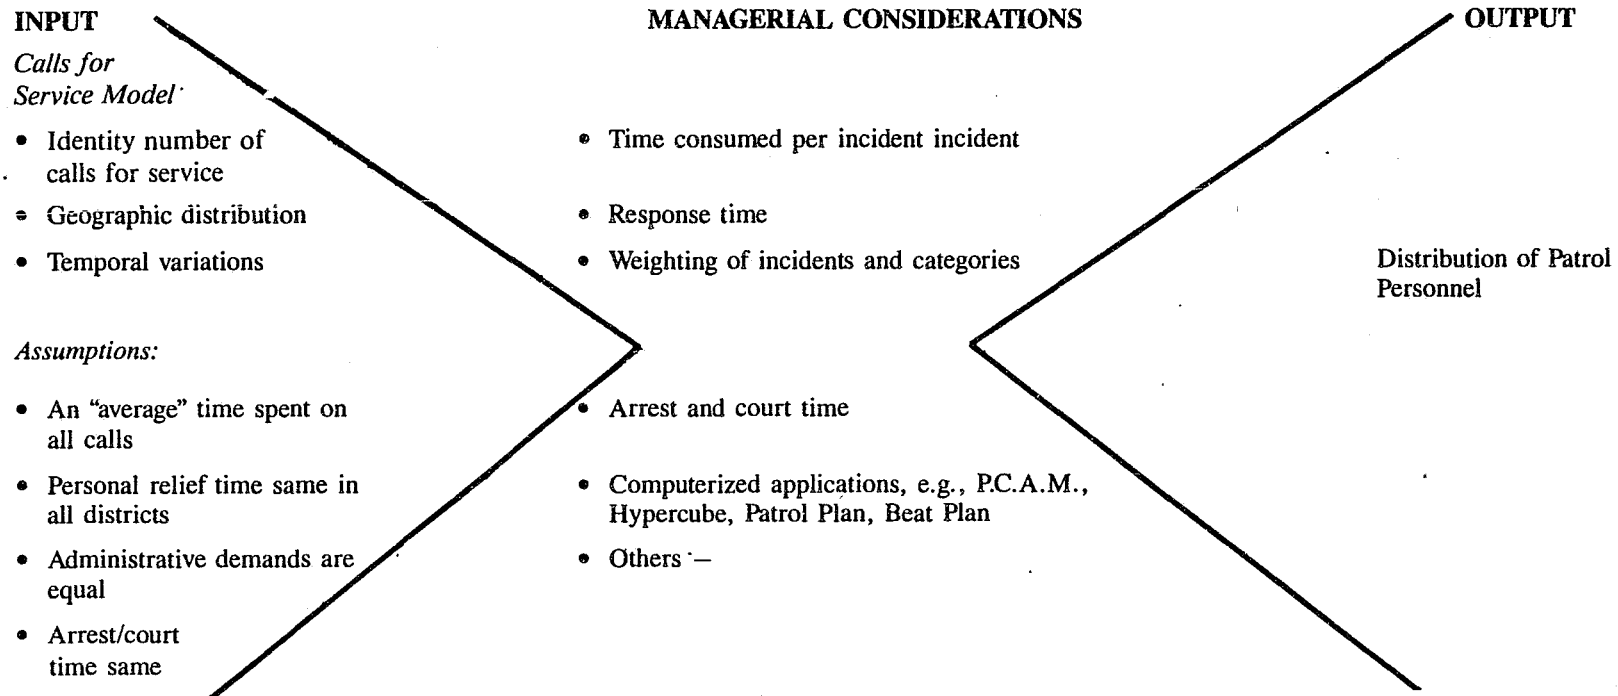 INPUT
Calls for
Service Model
• Identity number of
calls for service
• Geographic distribution
• Temporal variations
Assumptions:
• An “average” time spent on
all calls
• Personal relief time same in
all districts
• Administrative demands are
equal
• Arrest/court
time same
MANAGERIAL CONSIDERATIONS
• Time consumed per incident incident
• Response time
• Weighting of incidents and categories
• Arrest and court time
• Computerized applications, e.g., P.C.A.M.,
Hypercube, Patrol Plan, Beat Plan
• Others –
OUTPUT
Distribution of Patrol
Personnel